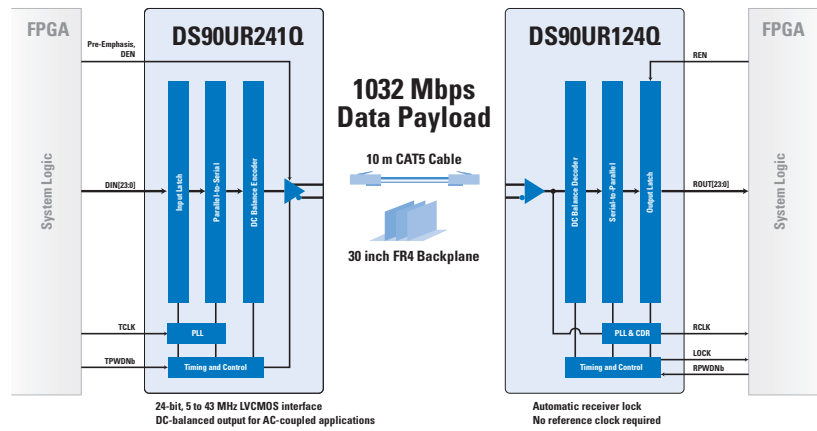 FPGA
System Logic
Pre-Emphasis,
DEN
DIN[23:0]
TCLK
TPWDNb
DS90UR241Q
Input Latch
Parallel-to-Serial
DC Balance Encoder
PLL
Timing and Control
24-bit, 5 to 43 MHz LVCMOS interface
DC-balanced output for AC-coupled applications
1032 Mbps
Data Payload
10 m CAT5 Cable
30 inch FR4 Backplane
DS90UR124Q
DC Balance Decoder
Serial-to-Parallel
Output Latch
PLL & CDR
Timing and Control
Automatic receiver lock
No reference clock required
REN
ROUT[23:0]
RCLK
LOCK
RPWDNb
FPGA
System Logic